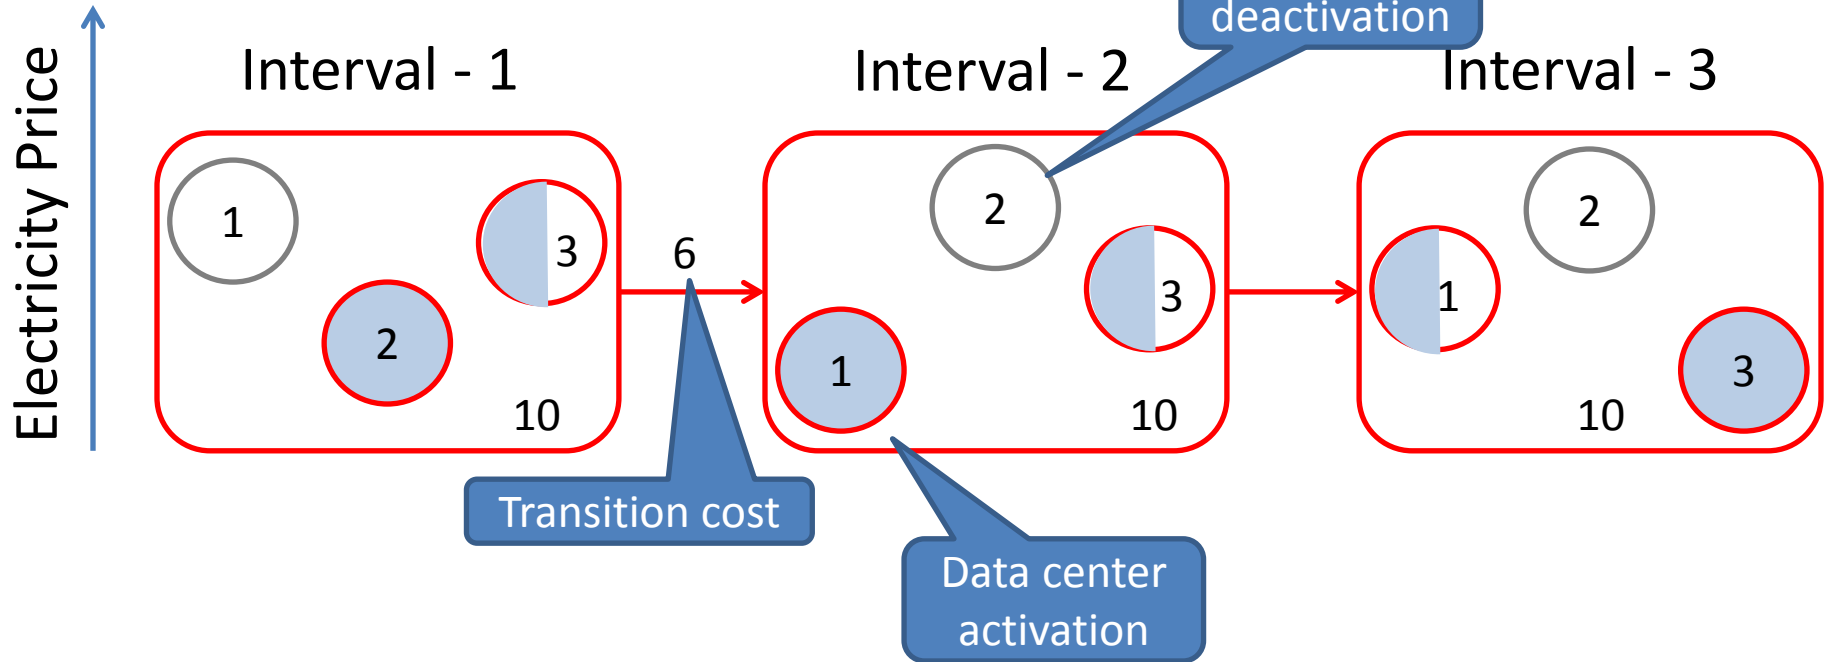 deactivation
Electricity Price
Interval - 1
Interval - 2
Interval - 3
1
3
2
10
6
2
3
1
10
2
1
3
10
Transition cost
Data center
activation